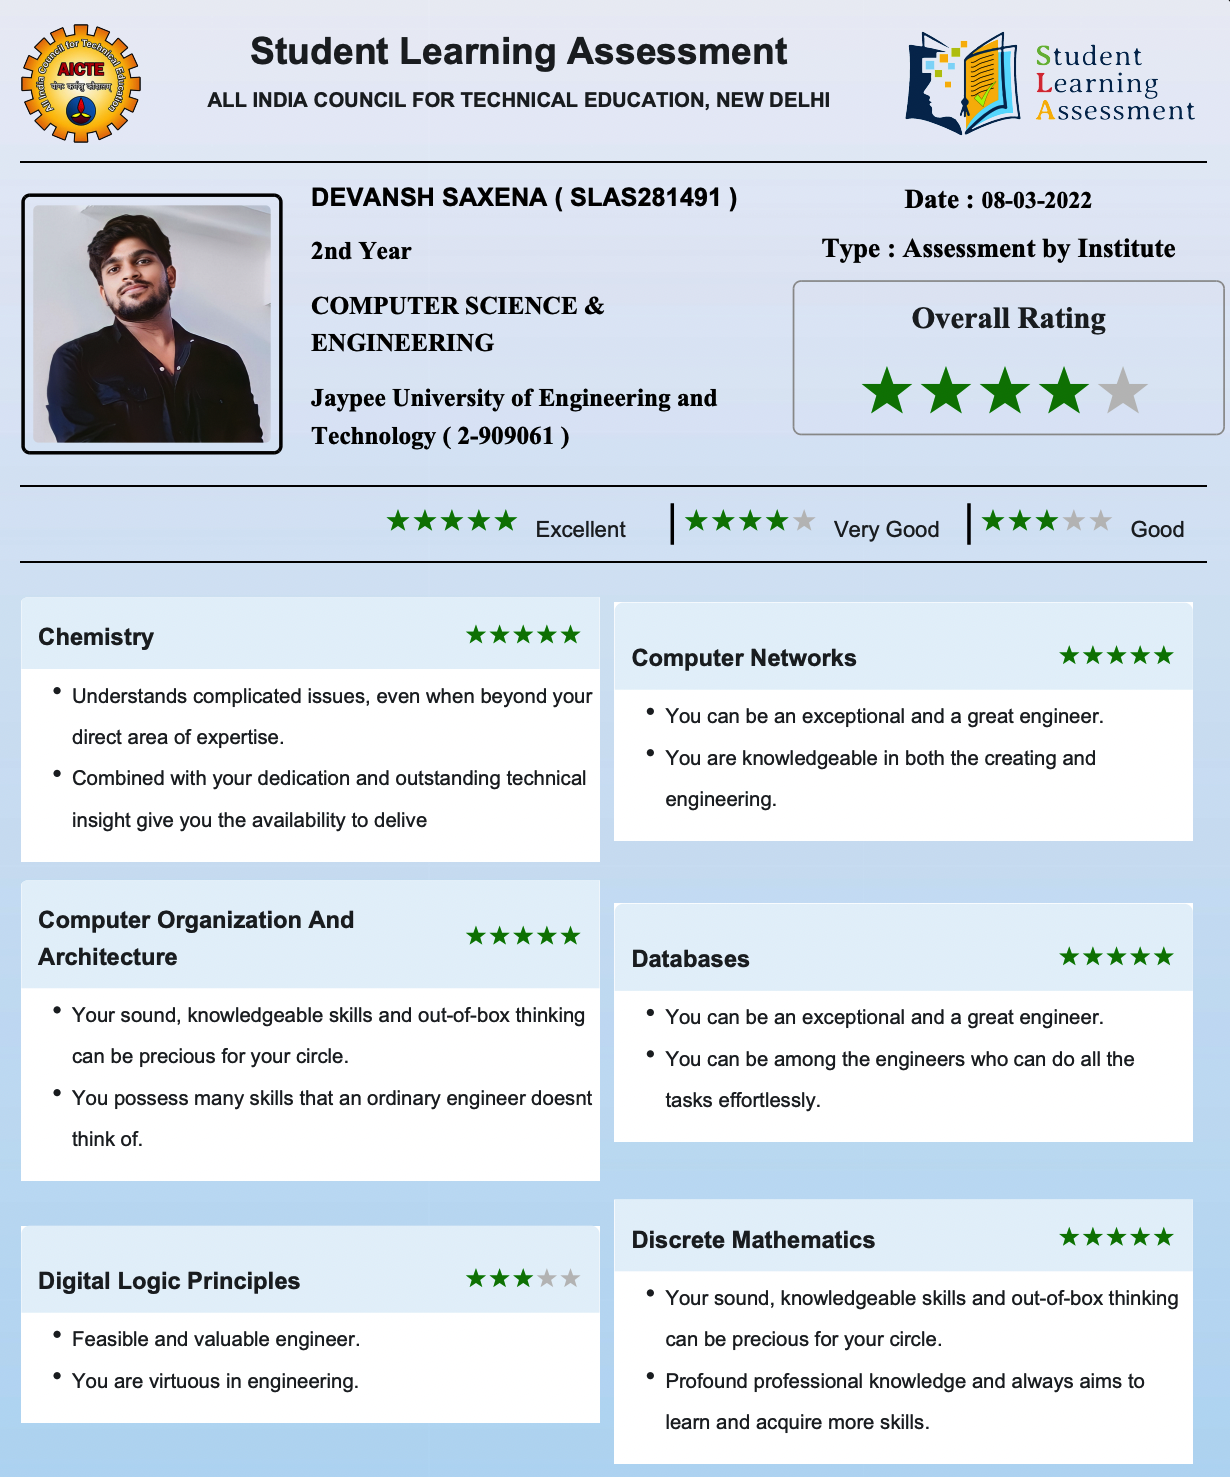 All India Council for Technical Education
AICTE
योगः कर्मसु कौशलम्
Student Learning Assessment
ALL INDIA COUNCIL FOR TECHNICAL EDUCATION, NEW DELHI
Student
Learning
Assessment
DEVANSH SAXENA ( SLAS281491 )
2nd Year
COMPUTER SCIENCE &
ENGINEERING
Jaypee University of Engineering and
Technology ( 2-909061 )
Date : 08-03-2022
Type : Assessment by Institute
Overall Rating
Excellent
Very Good
Good
Chemistry
• Understands complicated issues, even when beyond your
direct area of expertise.
• Combined with your dedication and outstanding technical
insight give you the availability to delive
Computer Networks
• You can be an exceptional and a great engineer.
• You are knowledgeable in both the creating and
engineering.
Computer Organization And
Architecture
• Your sound, knowledgeable skills and out-of-box thinking
can be precious for your circle.
• You possess many skills that an ordinary engineer doesnt
think of.
Databases
• You can be an exceptional and a great engineer.
• You can be among the engineers who can do all the
tasks effortlessly.
Digital Logic Principles
• Feasible and valuable engineer.
• You are virtuous in engineering.
Discrete Mathematics
• Your sound, knowledgeable skills and out-of-box thinking
can be precious for your circle.
• Profound professional knowledge and always aims to
learn and acquire more skills.